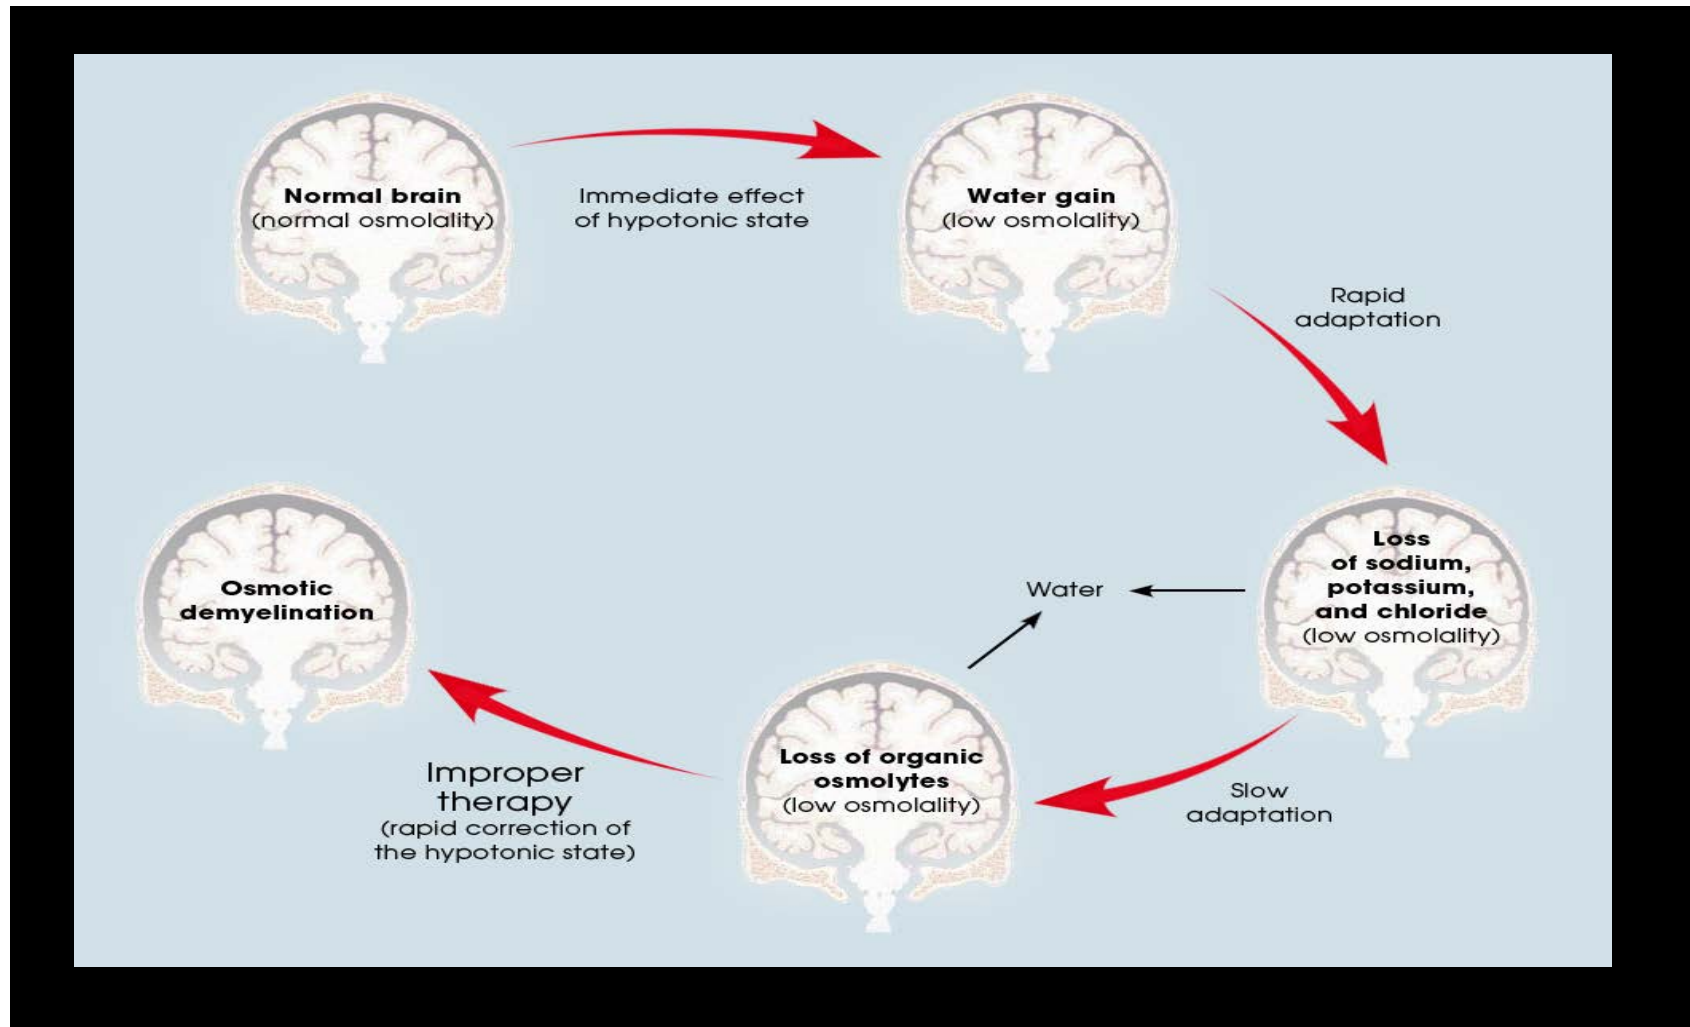 Normal brain
(normal osmolality)
Immediate effect
of hypotonic state
Water gain
(low osmolality)
Rapid
adaptation
Loss
of sodium,
potassium,
and chloride
(low osmolality)
Water
Slow
adaptation
Loss of organic
osmolytes
(low osmolality)
Improper
therapy
(rapid correction of
the hypotonic state)
Osmotic
demyelination